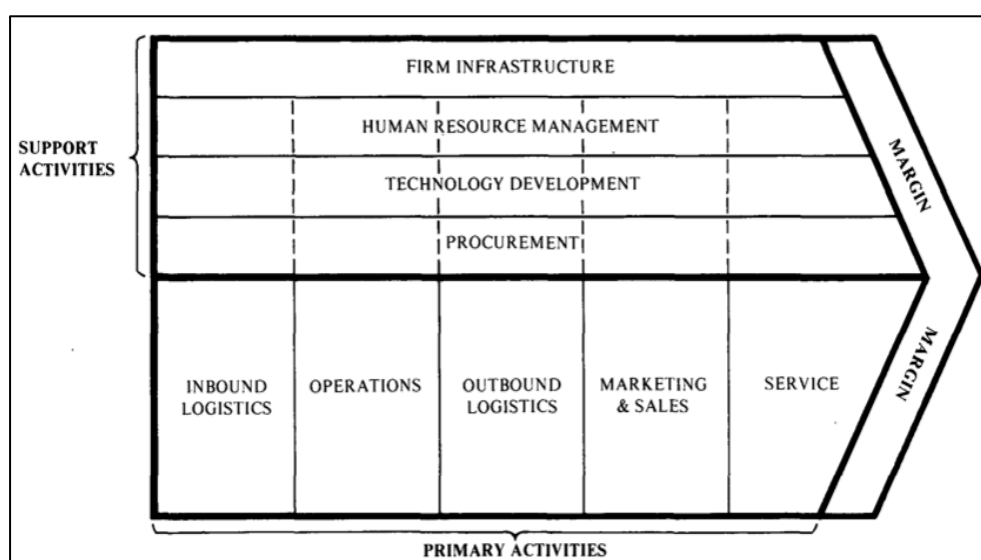 FIRM INFRASTRUCTURE
HUMAN RESOURCE MANAGEMENT
SUPPORT
ACTIVITIES
TECHNOLOGY DEVELOPMENT
PROCUREMENT
MARGIN
MARGIN
INBOUND
LOGISTICS
OPERATIONS
OUTBOUND
LOGISTICS
MARKETING
& SALES
SERVICE
PRIMARY ACTIVITIES